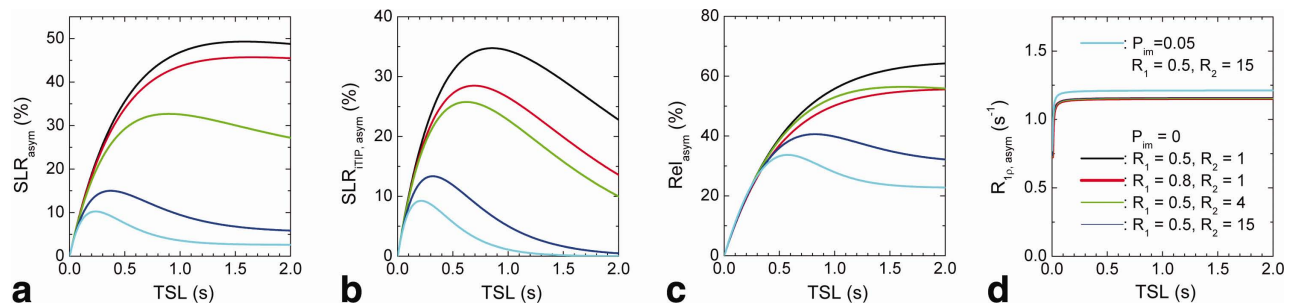 SLR_asym (%)
50
40
30
20
10
0
0.0 0.5 1.0 1.5 2.0
TSL (s)
a
SLR_iTIP, asym (%)
40
30
20
10
0
0.0 0.5 1.0 1.5 2.0
TSL (s)
b
Rel_asym (%)
80
60
40
20
0
0.0 0.5 1.0 1.5 2.0
TSL (s)
c
R_1ρ, asym (s⁻¹)
1.5
1.0
0.5
0.0
0.0 0.5 1.0 1.5 2.0
TSL (s)
d
: P_im=0.05
R_1 = 0.5, R_2 = 15
P_im= 0
: R_1 = 0.5, R_2 = 1
: R_1 = 0.8, R_2 = 1
: R_1 = 0.5, R_2 = 4
: R_1 = 0.5, R_2 = 15